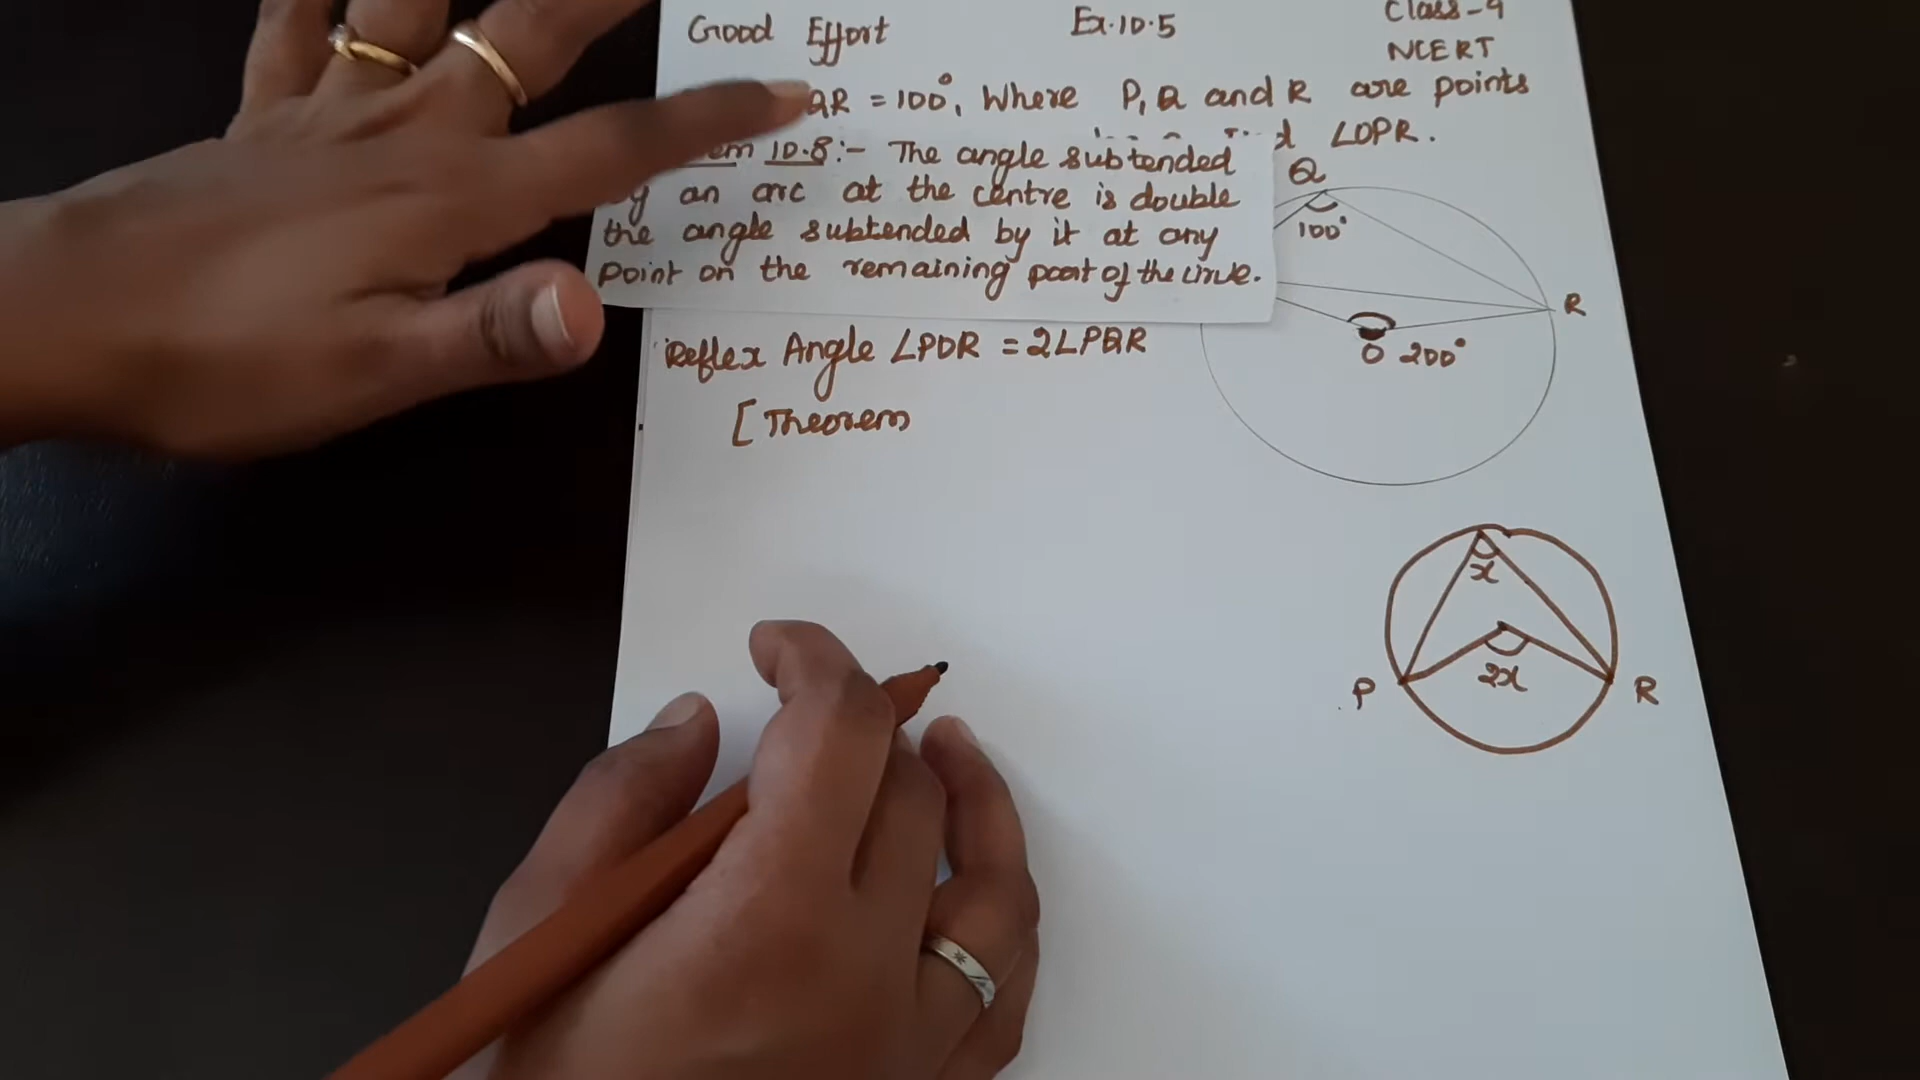 Good Effort Ex.10.5 Class-9
NCERT
QR = 100°, Where P, Q and R are points
∠OPR.
10.8:- The angle subtended
an arc at the centre is double
the angle subtended by it at any
point on the remaining part of the circle.
Q
100°
R
O 200°
Reflex Angle ∠POR = 2∠PQR
[Theorem
x
2x
P R